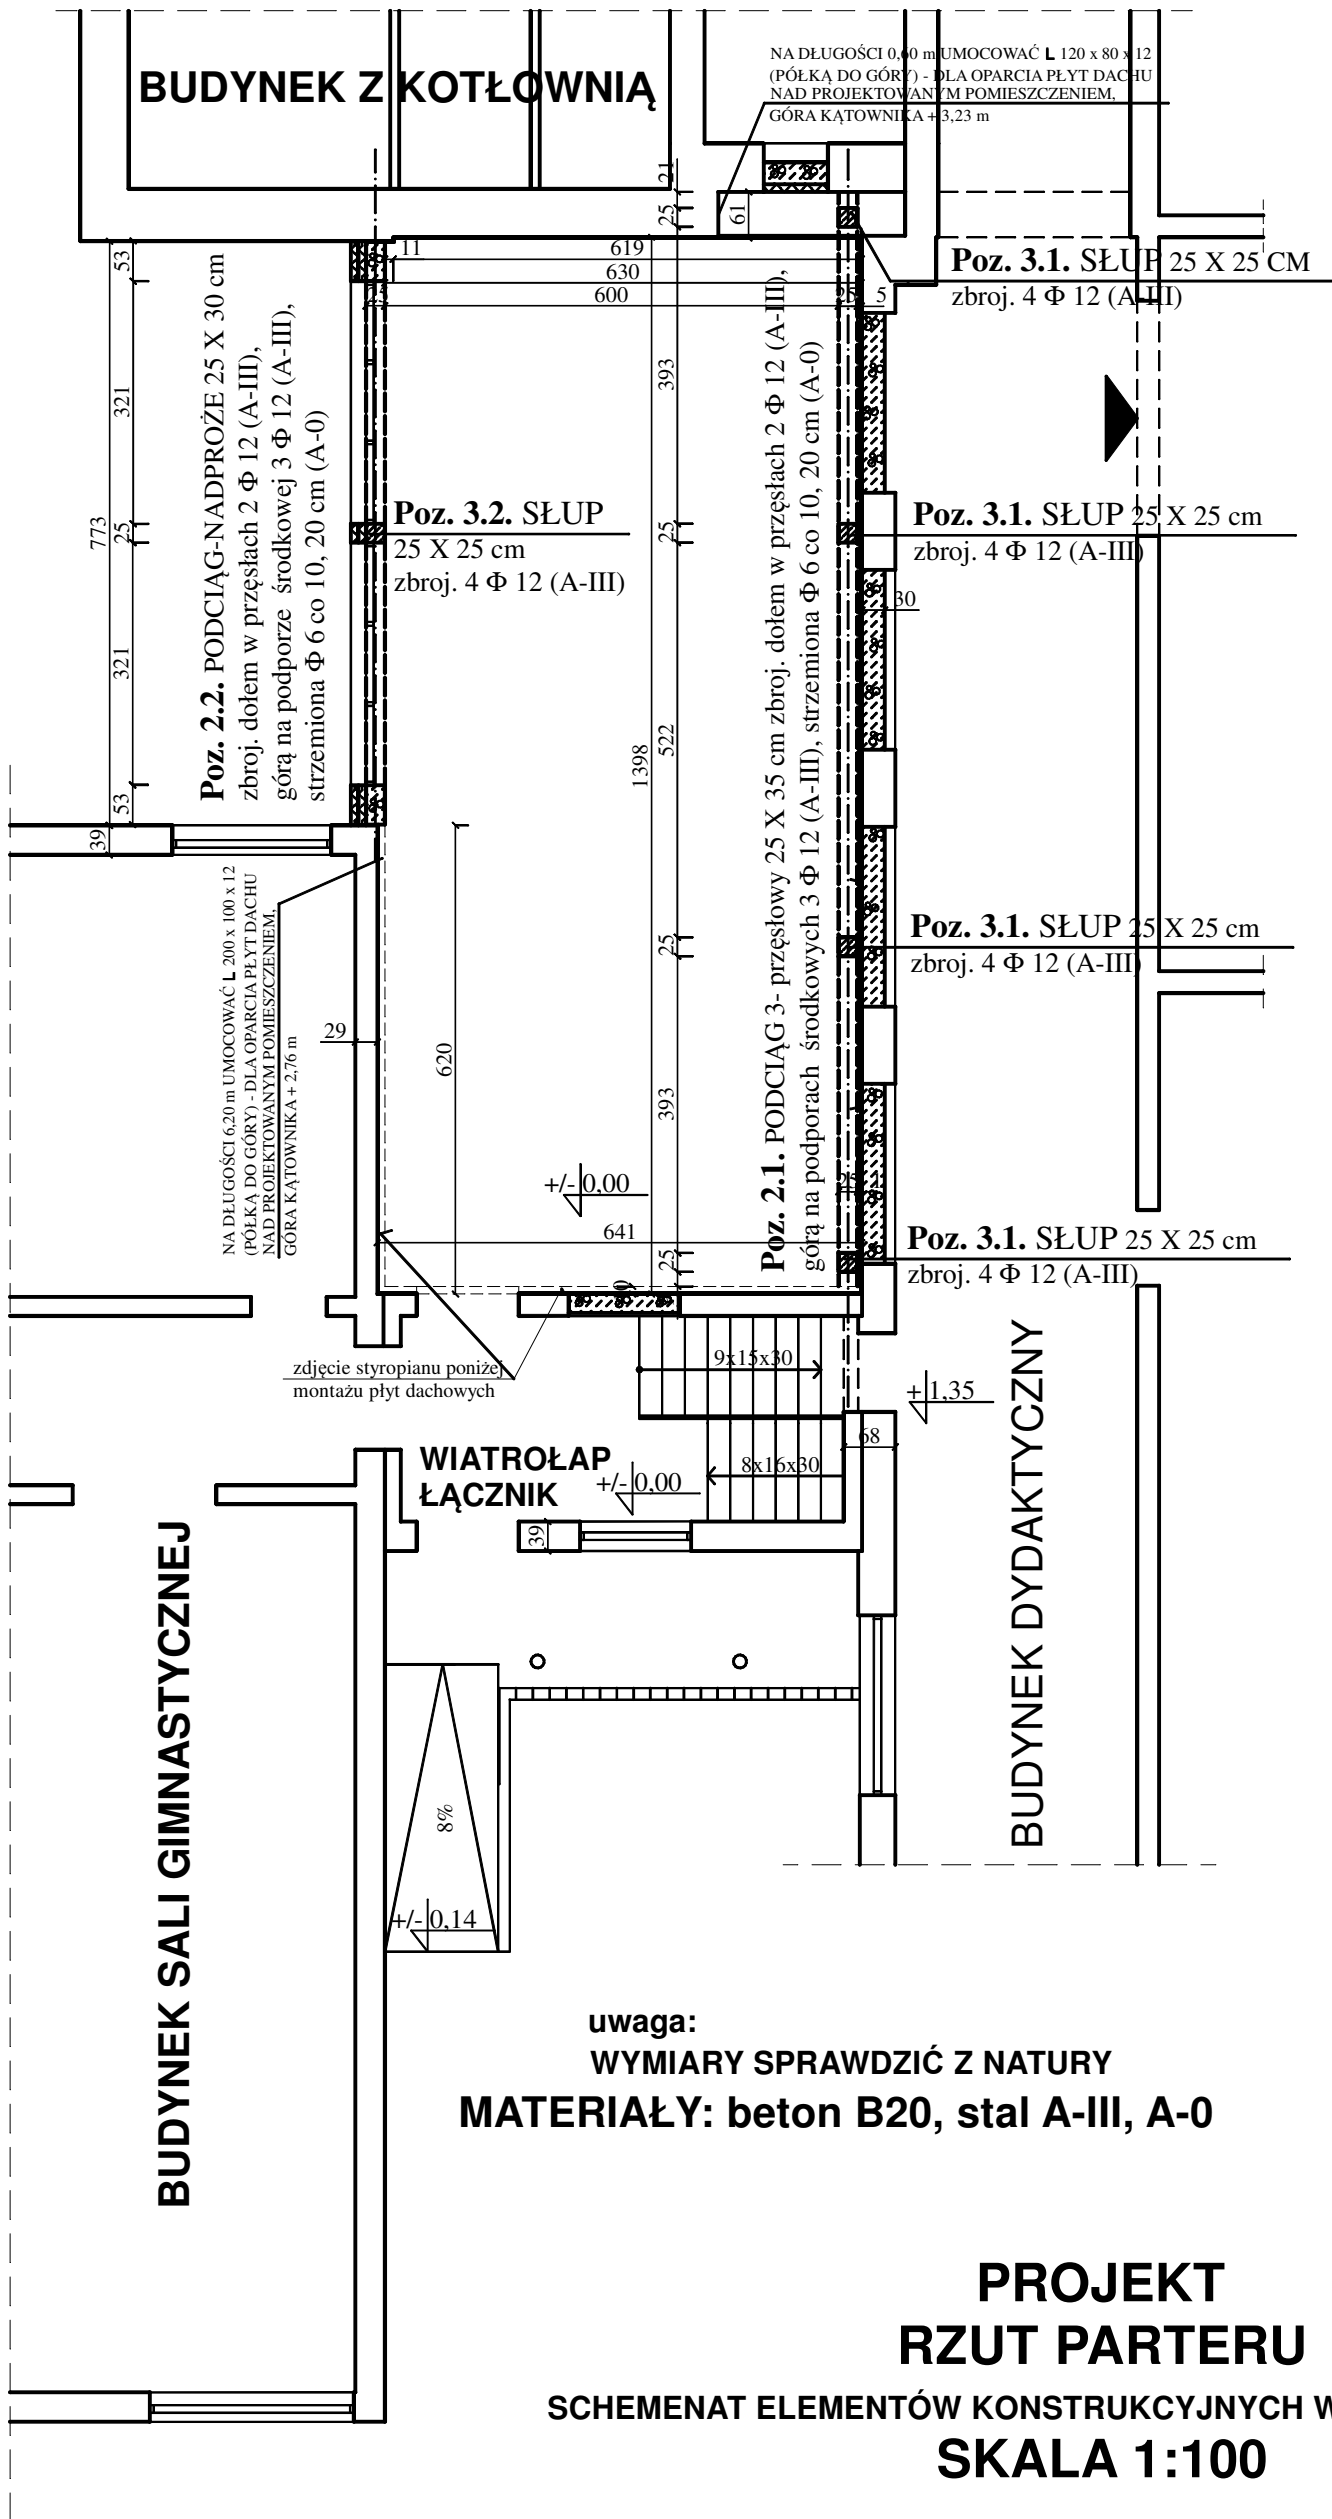 BUDYNEK Z KOTŁOWNIĄ
NA DŁUGOŚCI 0,60 m UMOCOWAĆ L 120 x 80 x 12
(PÓŁKĄ DO GÓRY) - DLA OPARCIA PŁYT DACHU
NAD PROJEKTOWANYM POMIESZCZENIEM,
GÓRA KĄTOWNIKA + 3,23 m
21
25
61
53
11
619
630
600
25
5
Poz. 3.1. SŁUP 25 X 25 CM
zbroj. 4 Φ 12 (A-III)
Poz. 2.2. PODCIĄG-NADPROŻE 25 X 30 cm
zbroj. dołem w przęsłach 2 Φ 12 (A-III),
górą na podporze środkowej 3 Φ 12 (A-III),
strzemiona Φ 6 co 10, 20 cm (A-0)
321
393
773
25
25
Poz. 3.2. SŁUP
25 X 25 cm
zbroj. 4 Φ 12 (A-III)
Poz. 3.1. SŁUP 25 X 25 cm
zbroj. 4 Φ 12 (A-III)
30
321
522
1398
53
39
Poz. 2.1. PODCIĄG 3- przęsłowy 25 X 35 cm zbroj. dołem w przęsłach 2 Φ 12 (A-III),
górą na podporach środkowych 3 Φ 12 (A-III), strzemiona Φ 6 co 10, 20 cm (A-0)
NA DŁUGOŚCI 6,20 m UMOCOWAĆ L 200 x 100 x 12
(PÓŁKĄ DO GÓRY) - DLA OPARCIA PŁYT DACHU
NAD PROJEKTOWANYM POMIESZCZENIEM,
GÓRA KĄTOWNIKA + 2,76 m
25
Poz. 3.1. SŁUP 25 X 25 cm
zbroj. 4 Φ 12 (A-III)
29
620
393
+/- 0,00
25
641
25
Poz. 3.1. SŁUP 25 X 25 cm
zbroj. 4 Φ 12 (A-III)
zdjęcie styropianu poniżej
montażu płyt dachowych
9x15x30
+ 1,35
68
WIATROŁAP
ŁĄCZNIK
+/- 0,00
8x16x30
39
BUDYNEK DYDAKTYCZNY
BUDYNEK SALI GIMNASTYCZNEJ
8%
+/- 0,14
uwaga:
WYMIARY SPRAWDZIĆ Z NATURY
MATERIAŁY: beton B20, stal A-III, A-0
PROJEKT
RZUT PARTERU
SCHEMENAT ELEMENTÓW KONSTRUKCYJNYCH W
SKALA 1:100